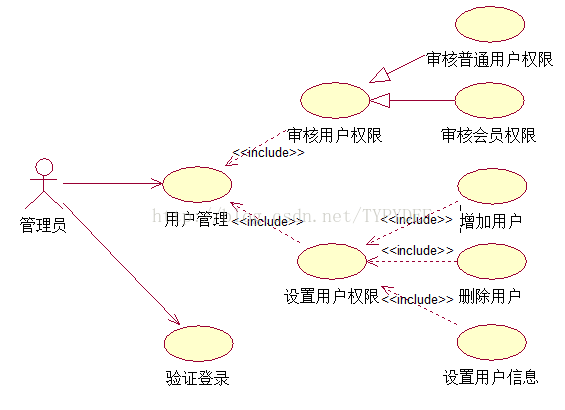 审核普通用户权限
审核用户权限
审核会员权限
<<include>>
管理员
用户管理
增加用户
<<include>>
<<include>>
设置用户权限
<<include>>
删除用户
<<include>>
验证登录
设置用户信息